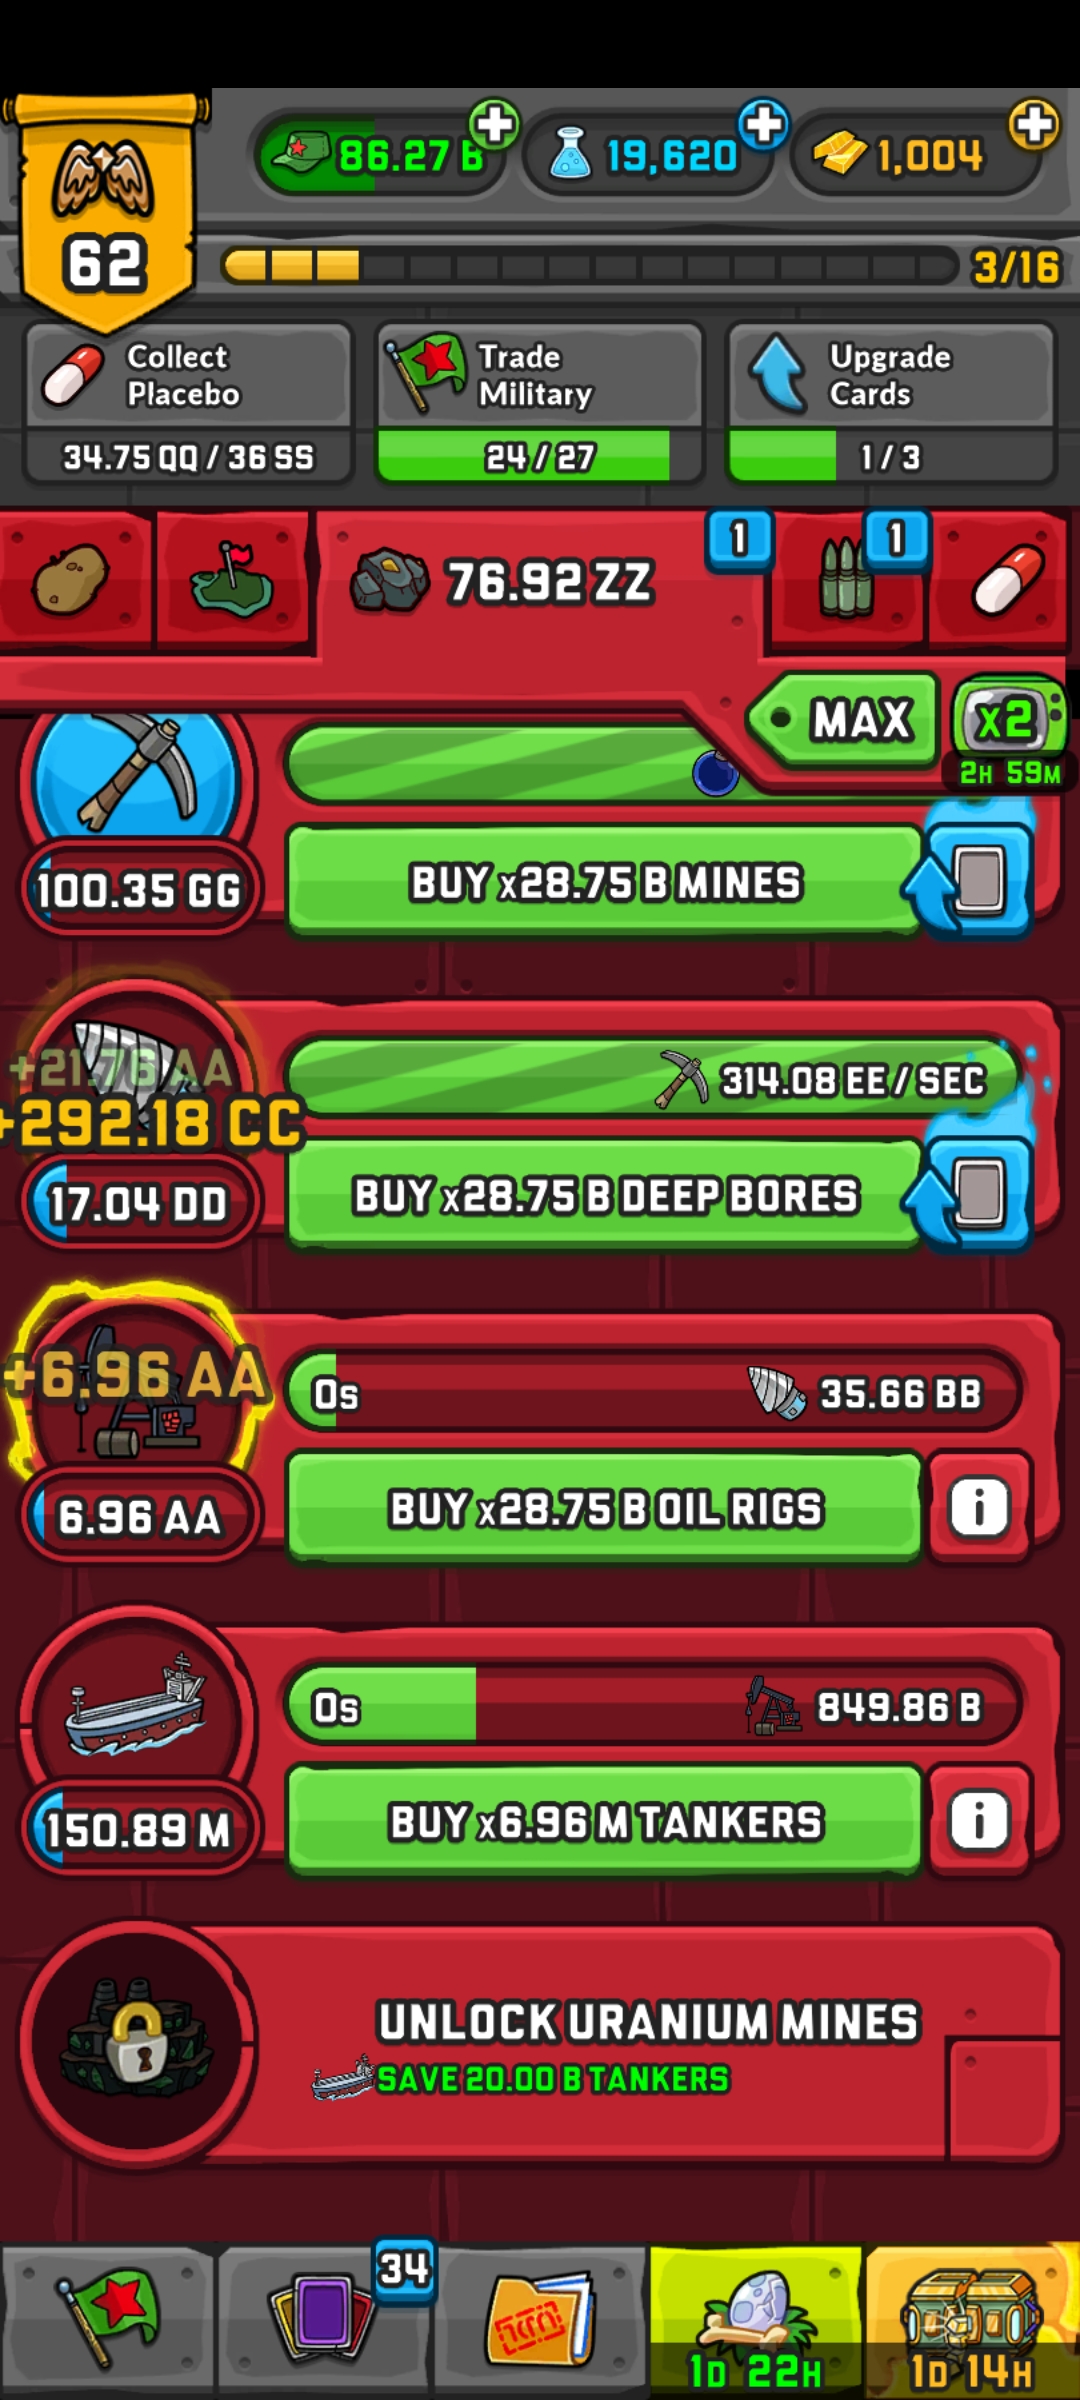 86.27 B
19,620
1,004
62
3/16
Collect
Placebo
34.75 QQ / 36 SS
Trade
Military
24 / 27
Upgrade
Cards
1 / 3
76.92 ZZ
1
1
MAX
x2
2H 59M
100.35 GG
BUY x28.75 B MINES
+21.76 AA
+292.18 CC
314.08 EE / SEC
17.04 DD
BUY x28.75 B DEEP BORES
+6.96 AA
0s
35.66 BB
6.96 AA
BUY x28.75 B OIL RIGS
i
0s
849.86 B
150.89 M
BUY x6.96 M TANKERS
i
UNLOCK URANIUM MINES
SAVE 20.00 B TANKERS
34
1D 22H
1D 14H